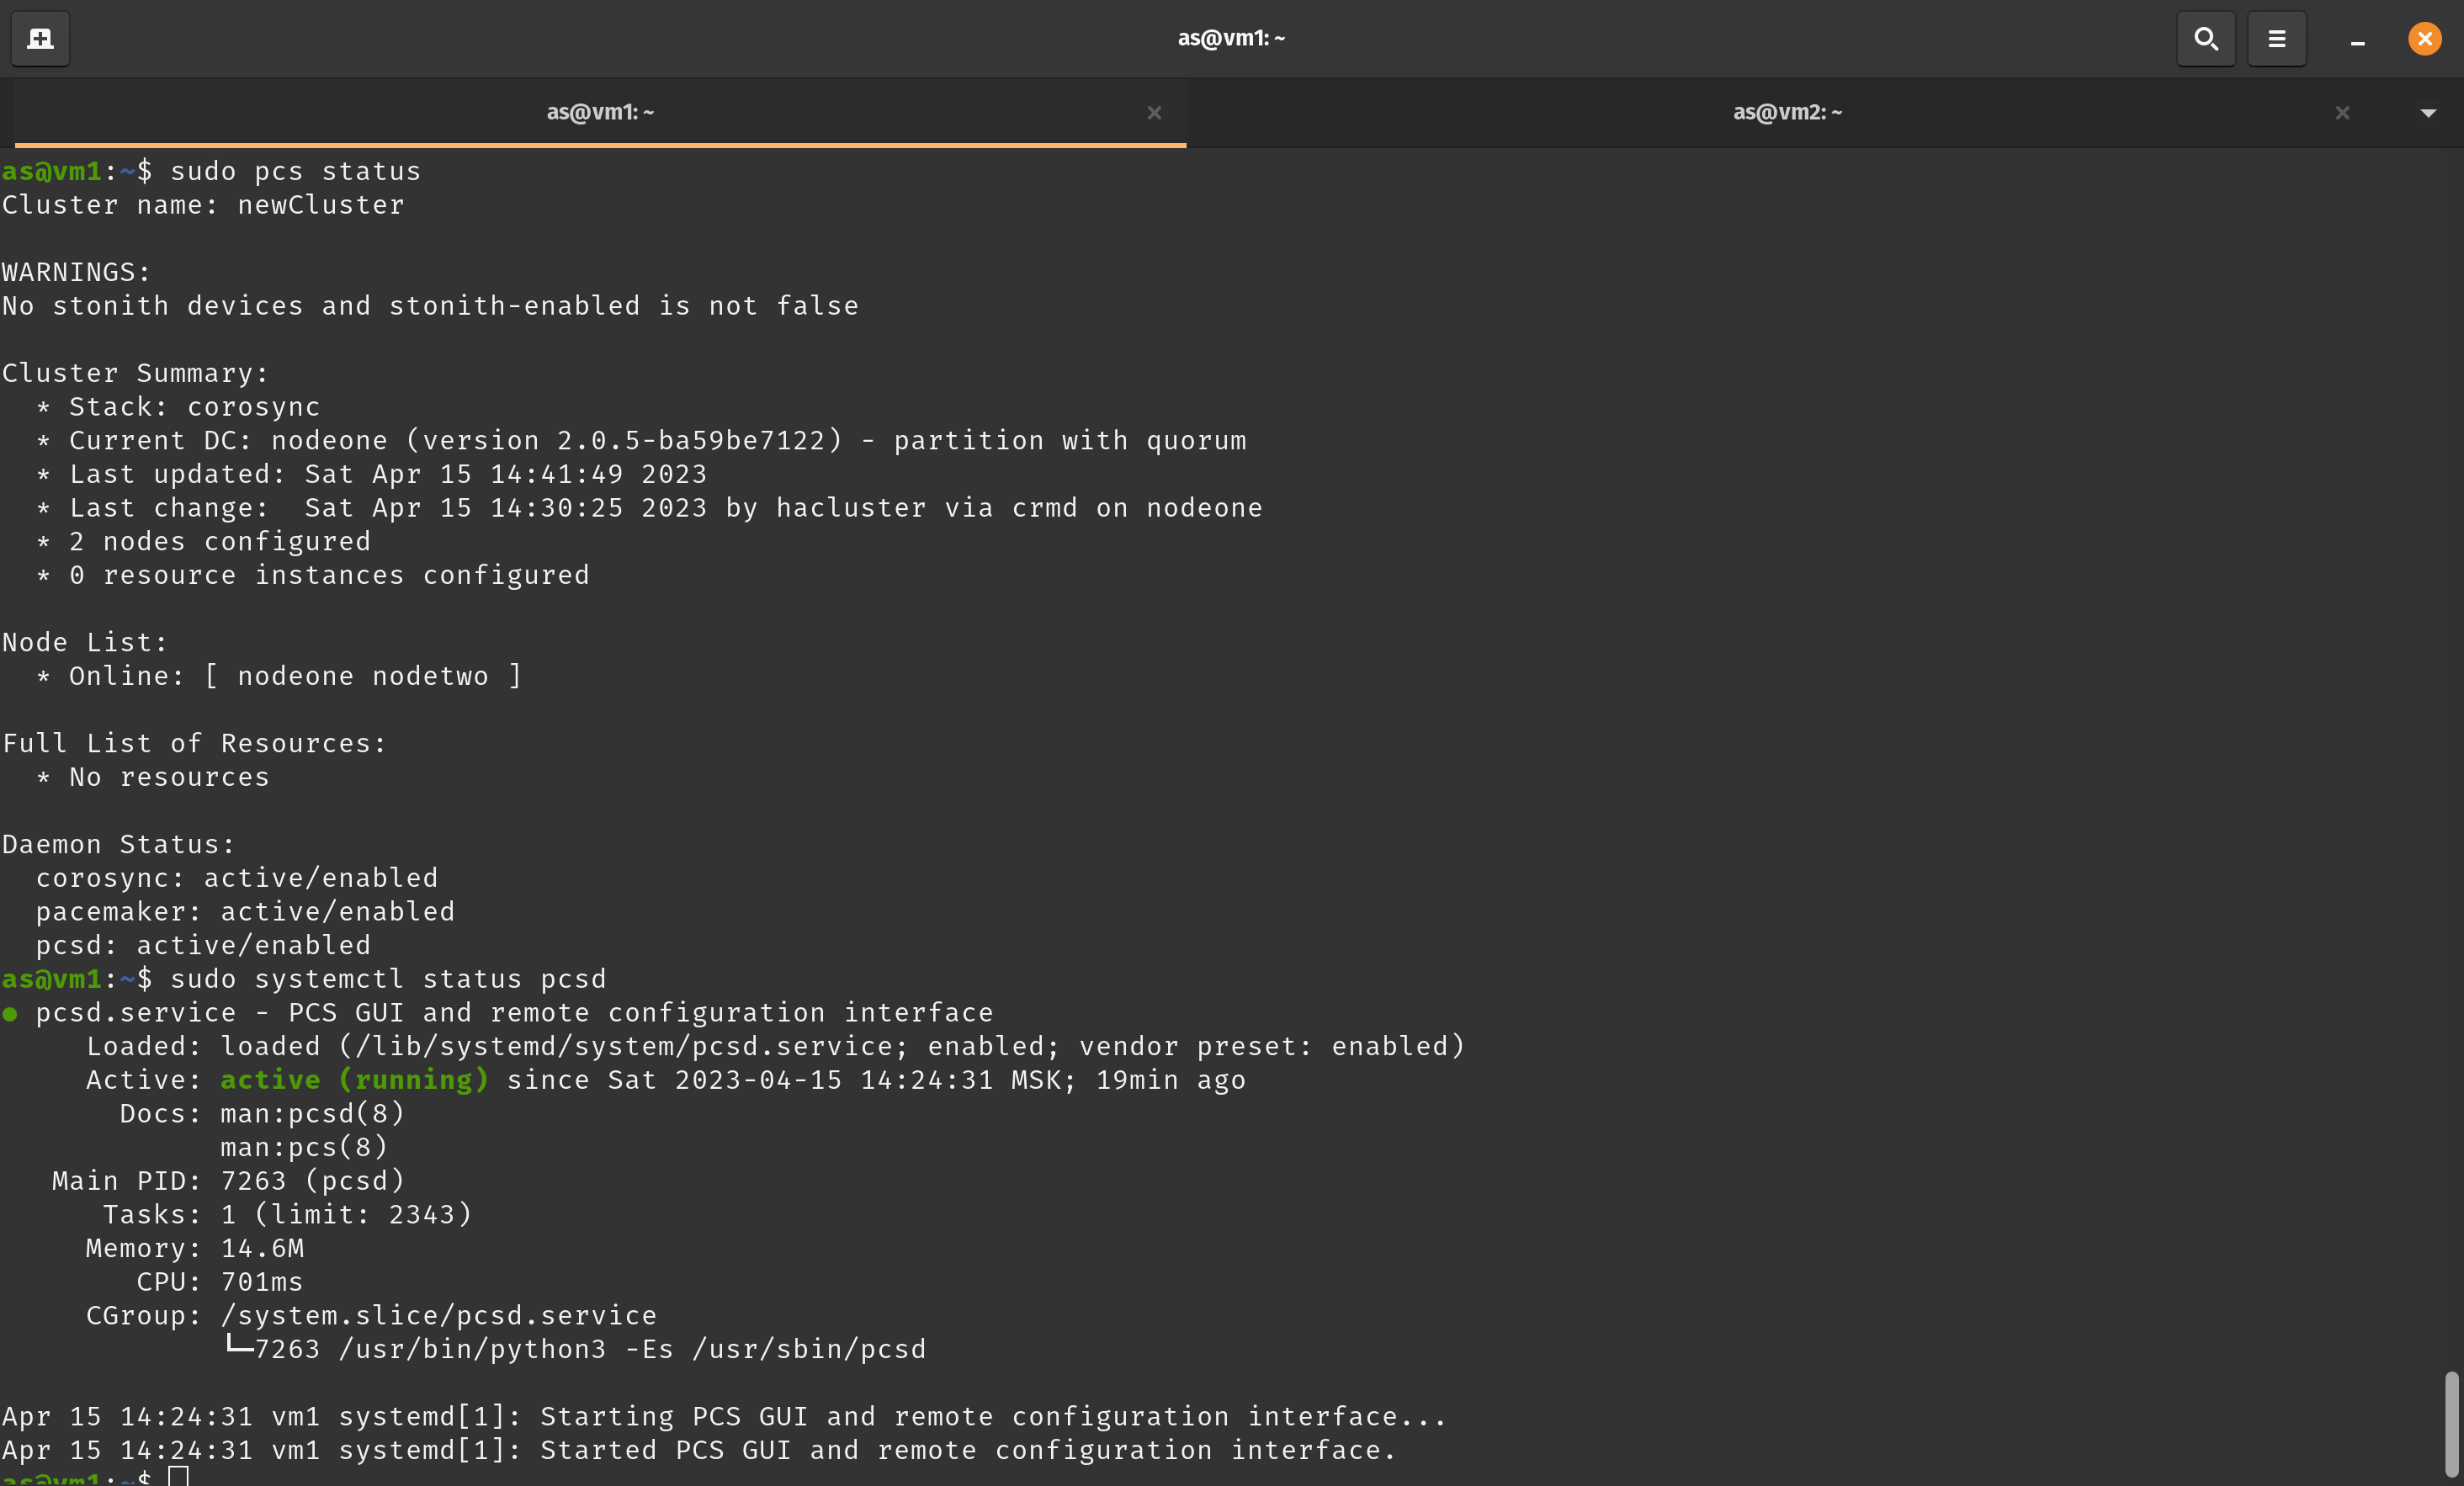 as@vm1: ~
as@vm1: ~
as@vm2: ~
as@vm1:~$ sudo pcs status
Cluster name: newCluster

WARNINGS:
No stonith devices and stonith-enabled is not false

Cluster Summary:
  * Stack: corosync
  * Current DC: nodeone (version 2.0.5-ba59be7122) - partition with quorum
  * Last updated: Sat Apr 15 14:41:49 2023
  * Last change:  Sat Apr 15 14:30:25 2023 by hacluster via crmd on nodeone
  * 2 nodes configured
  * 0 resource instances configured

Node List:
  * Online: [ nodeone nodetwo ]

Full List of Resources:
  * No resources

Daemon Status:
  corosync: active/enabled
  pacemaker: active/enabled
  pcsd: active/enabled
as@vm1:~$ sudo systemctl status pcsd
● pcsd.service - PCS GUI and remote configuration interface
     Loaded: loaded (/lib/systemd/system/pcsd.service; enabled; vendor preset: enabled)
     Active: active (running) since Sat 2023-04-15 14:24:31 MSK; 19min ago
       Docs: man:pcsd(8)
             man:pcs(8)
   Main PID: 7263 (pcsd)
      Tasks: 1 (limit: 2343)
     Memory: 14.6M
        CPU: 701ms
     CGroup: /system.slice/pcsd.service
             └─7263 /usr/bin/python3 -Es /usr/sbin/pcsd

Apr 15 14:24:31 vm1 systemd[1]: Starting PCS GUI and remote configuration interface...
Apr 15 14:24:31 vm1 systemd[1]: Started PCS GUI and remote configuration interface.
as@vm1:~$